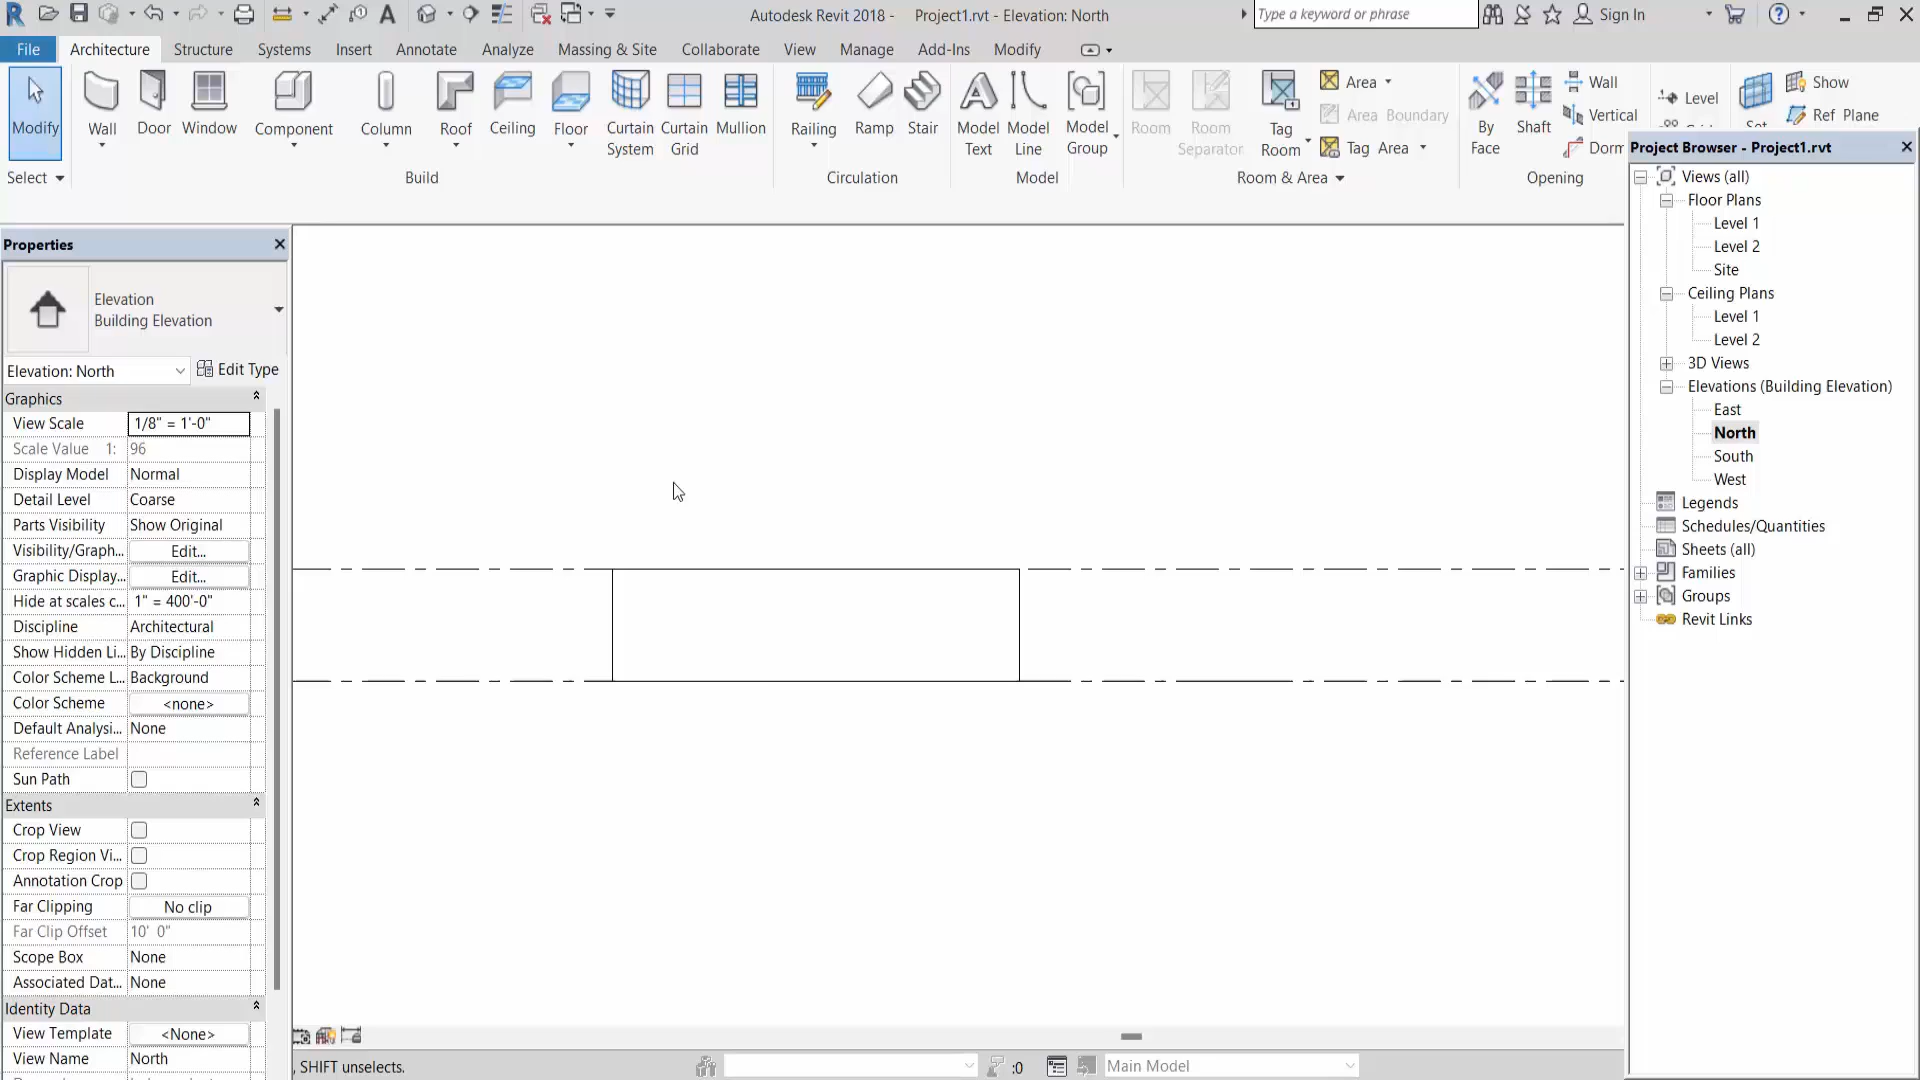 Autodesk Revit 2018 -    Project1.rvt - Elevation: North
Type a keyword or phrase
Sign In
File Architecture Structure Systems Insert Annotate Analyze Massing & Site Collaborate View Manage Add-Ins Modify
Modify
Wall
Door
Window
Component
Column
Roof
Ceiling
Floor
Curtain System
Curtain Grid
Mullion
Railing
Ramp
Stair
Model Text
Model Line
Model Group
Room
Room Separator
Tag Room
Area
Area Boundary
Tag Area
By Face
Shaft
Wall
Vertical
Dorm
Level
Set
Show
Ref Plane
Select
Build
Circulation
Model
Room & Area
Opening
Properties
Elevation
Building Elevation
Elevation: North
Edit Type
Graphics
View Scale 1/8" = 1'-0"
Scale Value 1: 96
Display Model Normal
Detail Level Coarse
Parts Visibility Show Original
Visibility/Graph... Edit...
Graphic Display... Edit...
Hide at scales c... 1" = 400'-0"
Discipline Architectural
Show Hidden Li... By Discipline
Color Scheme L... Background
Color Scheme <none>
Default Analysi... None
Reference Label
Sun Path
Extents
Crop View
Crop Region Vi...
Annotation Crop
Far Clipping No clip
Far Clip Offset 10' 0"
Scope Box None
Associated Dat... None
Identity Data
View Template <None>
View Name North
, SHIFT unselects.
:0
Main Model
Project Browser - Project1.rvt
Views (all)
Floor Plans
Level 1
Level 2
Site
Ceiling Plans
Level 1
Level 2
3D Views
Elevations (Building Elevation)
East
North
South
West
Legends
Schedules/Quantities
Sheets (all)
Families
Groups
Revit Links